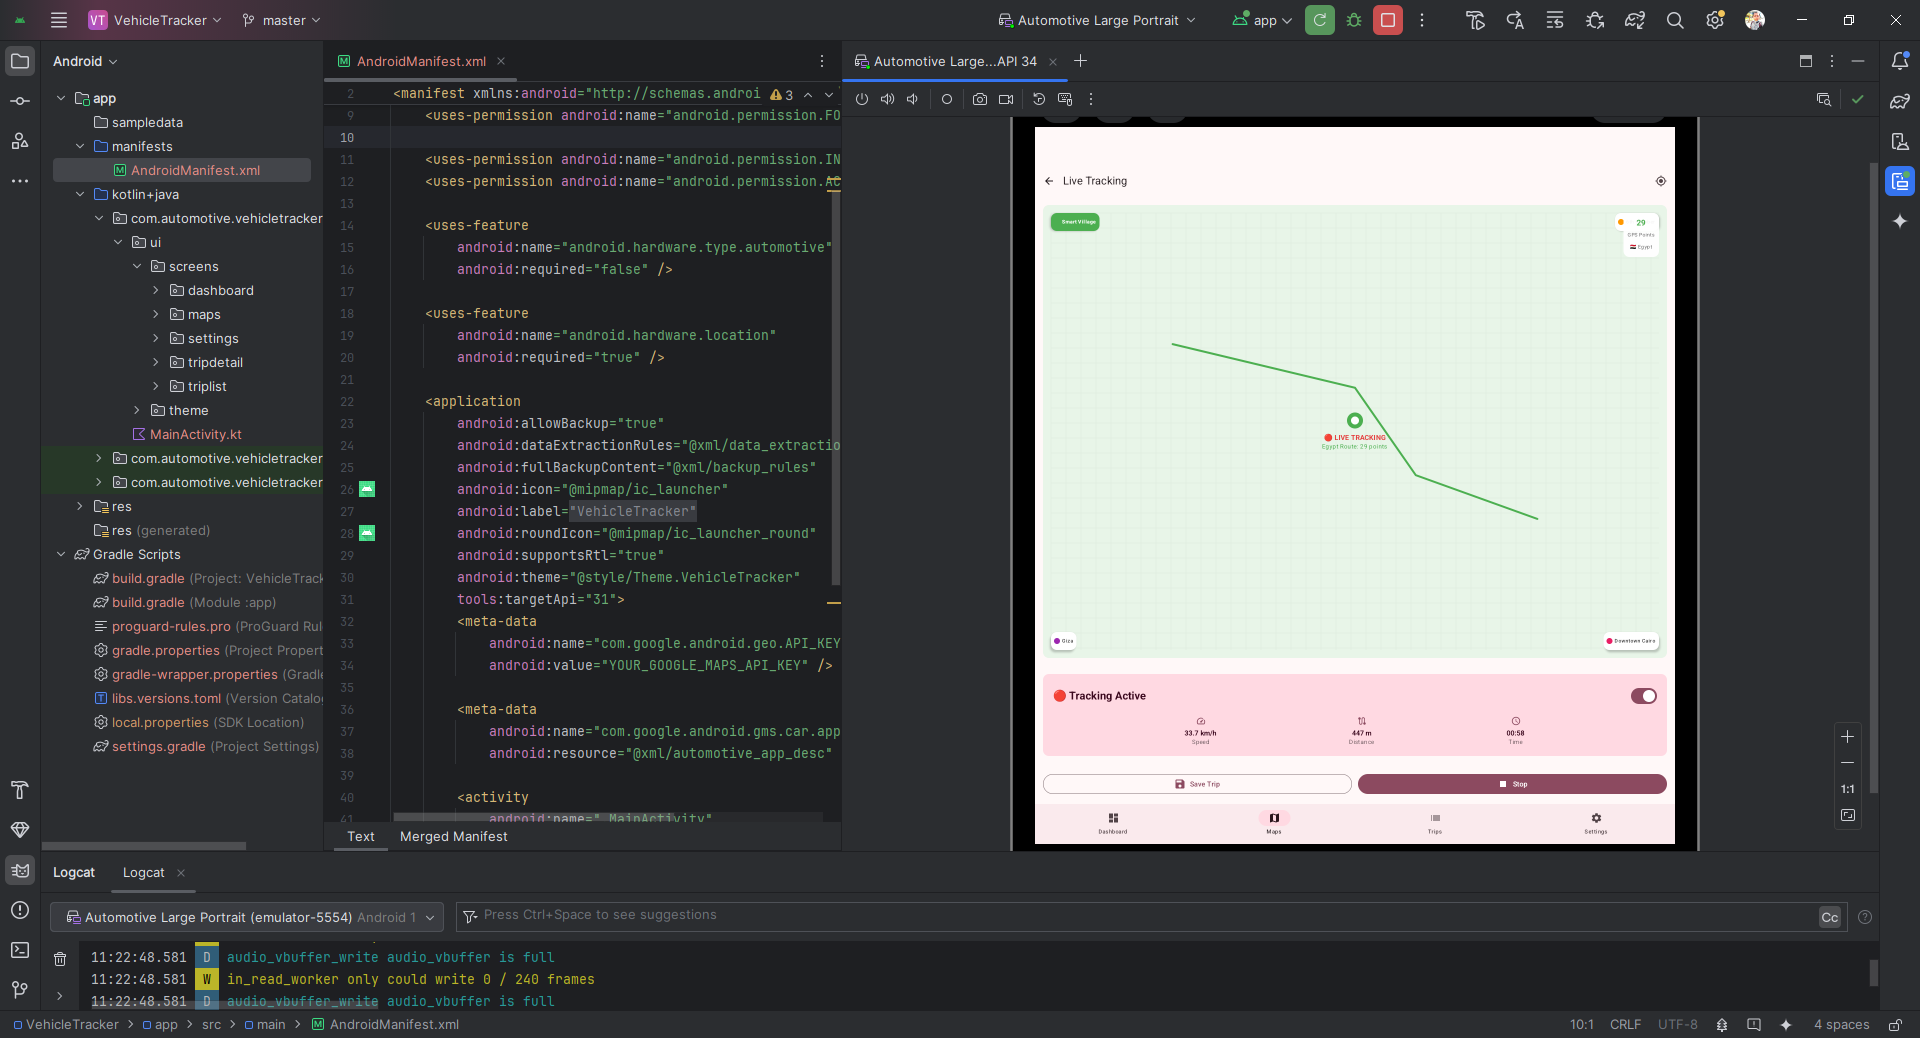 VT VehicleTracker master Automotive Large Portrait app
Android
app
sampledata
manifests
AndroidManifest.xml
kotlin+java
com.automotive.vehicletracker
ui
screens
dashboard
maps
settings
tripdetail
triplist
theme
MainActivity.kt
com.automotive.vehicletracker
com.automotive.vehicletracker
res
res (generated)
Gradle Scripts
build.gradle (Project: VehicleTrack
build.gradle (Module :app)
proguard-rules.pro (ProGuard Rul
gradle.properties (Project Propert
gradle-wrapper.properties (Gradle
libs.versions.toml (Version Catalog
local.properties (SDK Location)
settings.gradle (Project Settings)
AndroidManifest.xml
2 <manifest xmlns:android="http://schemas.androi 3
9 <uses-permission android:name="android.permission.FO
10
11 <uses-permission android:name="android.permission.IN
12 <uses-permission android:name="android.permission.AC
13
14 <uses-feature
15 android:name="android.hardware.type.automotive"
16 android:required="false" />
17
18 <uses-feature
19 android:name="android.hardware.location"
20 android:required="true" />
21
22 <application
23 android:allowBackup="true"
24 android:dataExtractionRules="@xml/data_extractio
25 android:fullBackupContent="@xml/backup_rules"
26 android:icon="@mipmap/ic_launcher"
27 android:label="VehicleTracker"
28 android:roundIcon="@mipmap/ic_launcher_round"
29 android:supportsRtl="true"
30 android:theme="@style/Theme.VehicleTracker"
31 tools:targetApi="31">
32 <meta-data
33 android:name="com.google.android.geo.API_KEY
34 android:value="YOUR_GOOGLE_MAPS_API_KEY" />
35
36 <meta-data
37 android:name="com.google.android.gms.car.app
38 android:resource="@xml/automotive_app_desc"
39
40 <activity
41 android:name=".MainActivity"
Text Merged Manifest
Automotive Large...API 34
Live Tracking
Smart Village
29
GPS Points
Egypt
LIVE TRACKING
Egypt Route: 29 points
Giza
Downtown Cairo
Tracking Active
33.7 km/h 447 m 00:58
Speed Distance Time
Save Trip Stop
Dashboard Maps Trips Settings
1:1
Logcat Logcat
Automotive Large Portrait (emulator-5554) Android 1 Press Ctrl+Space to see suggestions Cc
11:22:48.581 D audio_vbuffer_write audio_vbuffer is full
11:22:48.581 W in_read_worker only could write 0 / 240 frames
11:22:48.581 D audio_vbuffer_write audio_vbuffer is full
VehicleTracker app src main AndroidManifest.xml 10:1 CRLF UTF-8 4 spaces